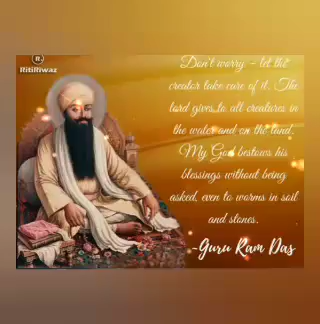 R.
RitiRiwaz
Don't worry – let the
creator take care of it. The
lord gives to all creatures in
the water and on the land,
My God bestows his
blessings without being
asked, even to worms in soil
and stones.
-Guru Ram Das